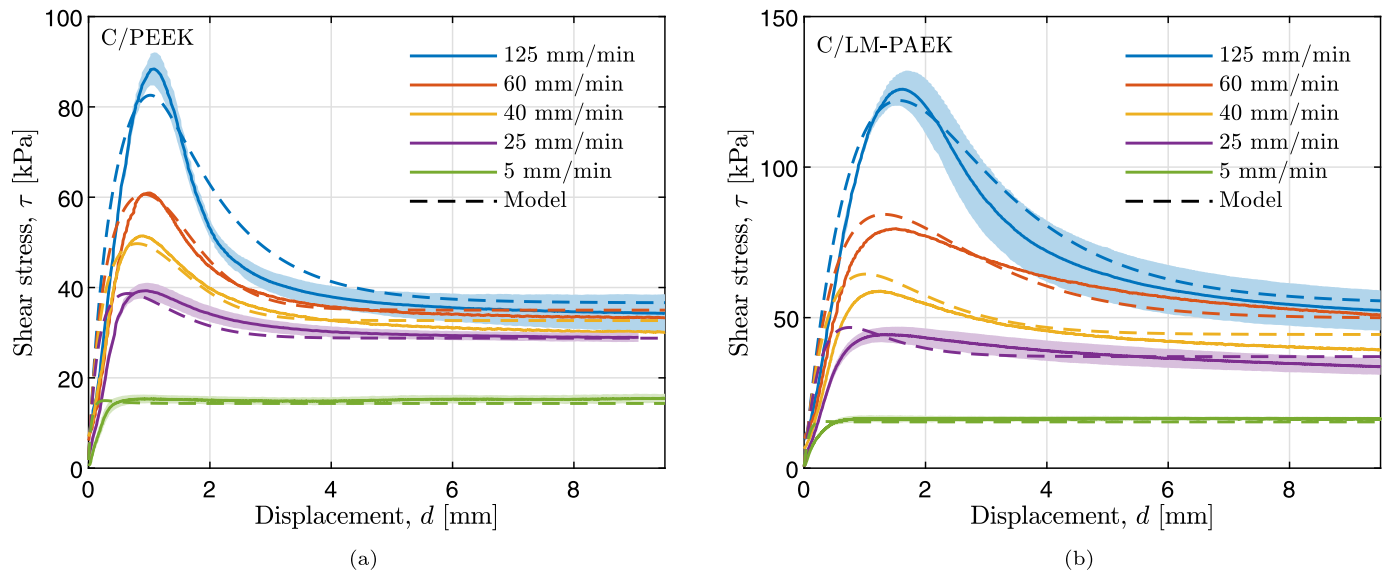 C/PEEK
125 mm/min
60 mm/min
40 mm/min
25 mm/min
5 mm/min
Model
100
80
60
40
20
0
Shear stress, τ [kPa]
0 2 4 6 8
Displacement, d [mm]
(a)
C/LM-PAEK
125 mm/min
60 mm/min
40 mm/min
25 mm/min
5 mm/min
Model
150
100
50
0
Shear stress, τ [kPa]
0 2 4 6 8
Displacement, d [mm]
(b)